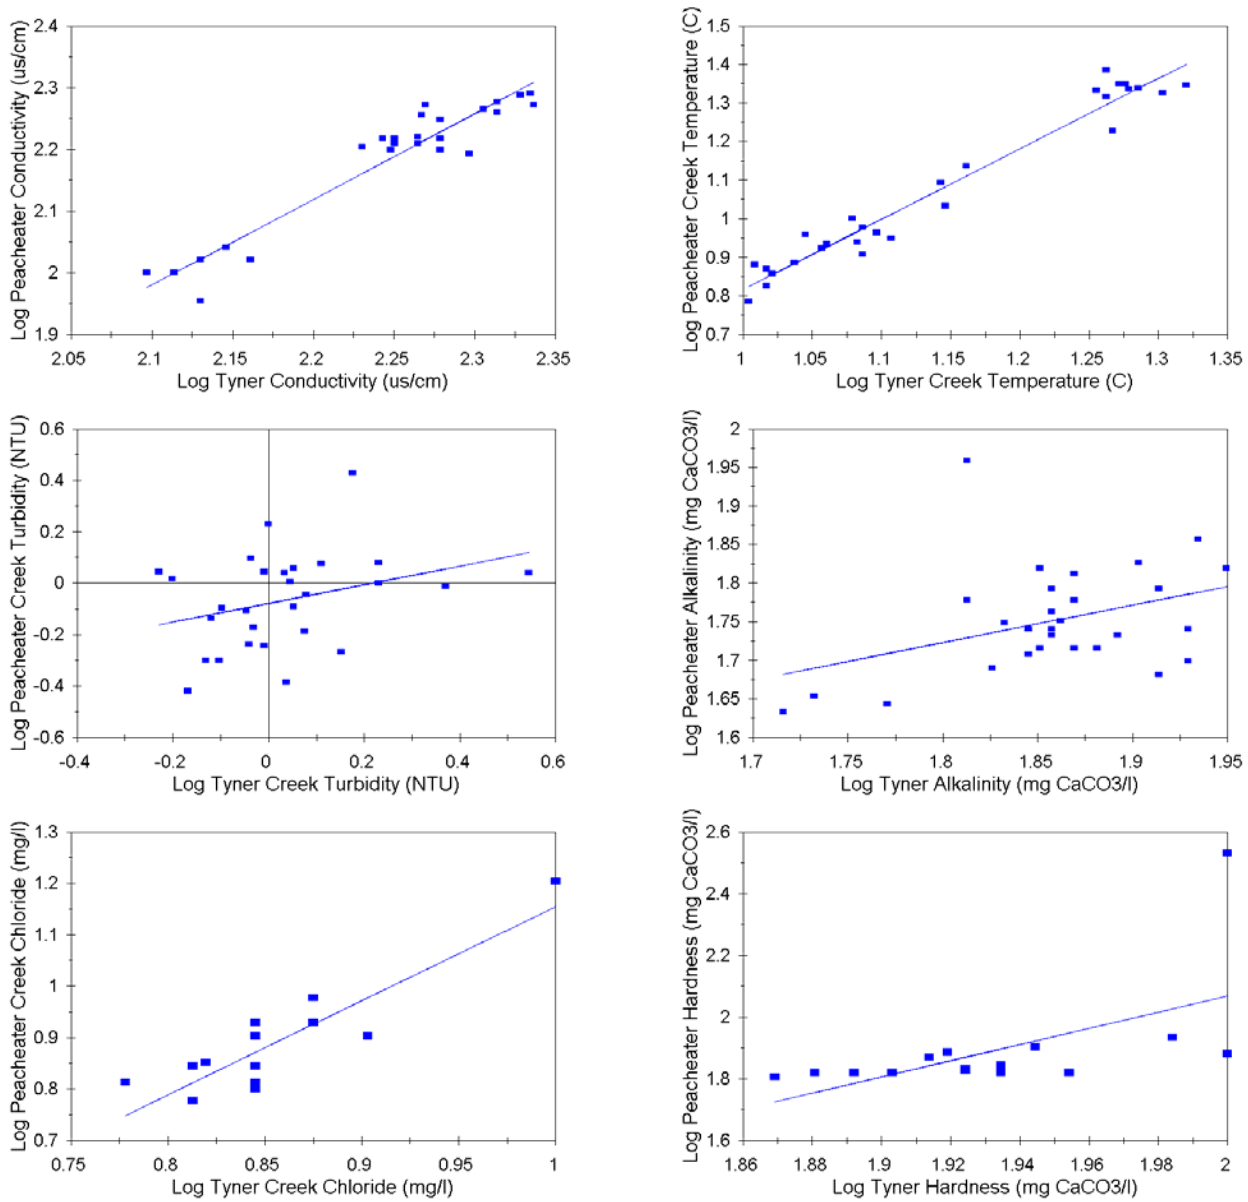 Log Peacheater Conductivity (us/cm)
2.4
2.3
2.2
2.1
2
1.9
2.05 2.1 2.15 2.2 2.25 2.3 2.35
Log Tyner Conductivity (us/cm)
Log Peacheater Creek Temperature (C)
1.5
1.4
1.3
1.2
1.1
1
0.9
0.8
0.7
1 1.05 1.1 1.15 1.2 1.25 1.3 1.35
Log Tyner Creek Temperature (C)
Log Peacheater Creek Turbidity (NTU)
0.6
0.4
0.2
0
-0.2
-0.4
-0.6
-0.4 -0.2 0 0.2 0.4 0.6
Log Tyner Creek Turbidity (NTU)
Log Peacheater Alkalinity (mg CaCO3/l)
2
1.95
1.9
1.85
1.8
1.75
1.7
1.65
1.6
1.7 1.75 1.8 1.85 1.9 1.95
Log Tyner Alkalinity (mg CaCO3/l)
Log Peacheater Creek Chloride (mg/l)
1.3
1.2
1.1
1
0.9
0.8
0.7
0.75 0.8 0.85 0.9 0.95 1
Log Tyner Creek Chloride (mg/l)
Log Peacheater Hardness (mg CaCO3/l)
2.6
2.4
2.2
2
1.8
1.6
1.86 1.88 1.9 1.92 1.94 1.96 1.98 2
Log Tyner Hardness (mg CaCO3/l)